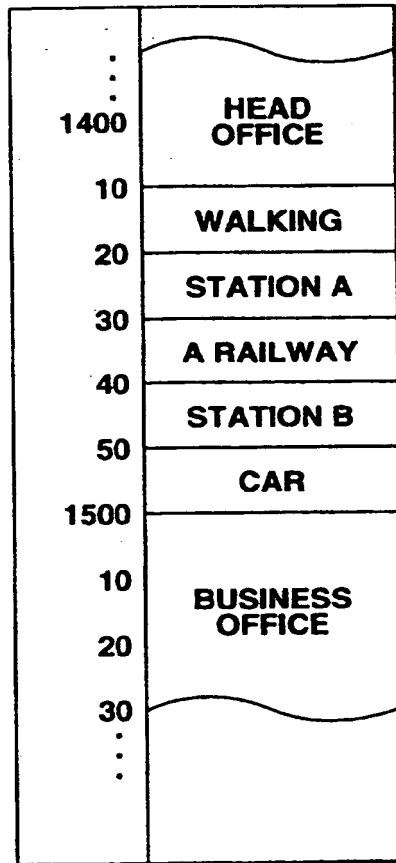 1400
HEAD
OFFICE
10
WALKING
20
STATION A
30
A RAILWAY
40
STATION B
50
CAR
1500
10
BUSINESS
OFFICE
20
30